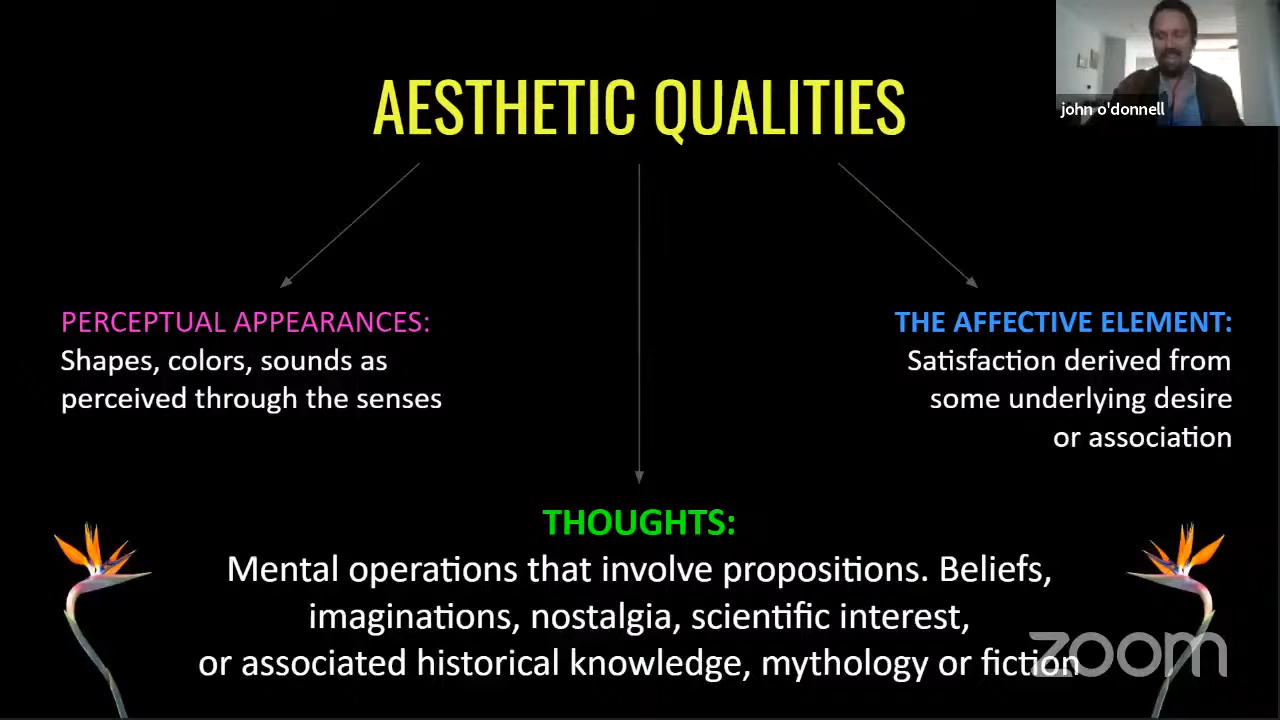 AESTHETIC QUALITIES
john o'donnell
PERCEPTUAL APPEARANCES:
Shapes, colors, sounds as
perceived through the senses
THE AFFECTIVE ELEMENT:
Satisfaction derived from
some underlying desire
or association
THOUGHTS:
Mental operations that involve propositions. Beliefs,
imaginations, nostalgia, scientific interest,
or associated historical knowledge, mythology or fiction
zoom